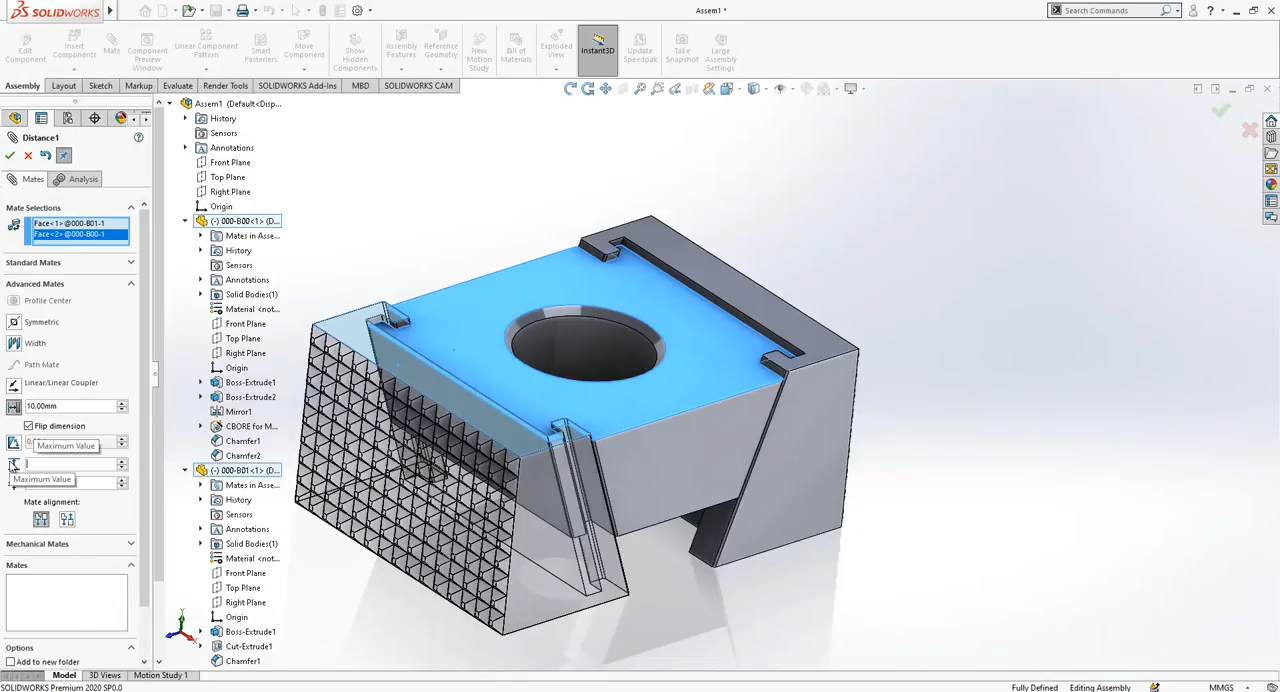 SOLIDWORKS
Assem1 *
Search Commands
Edit Component
Insert Components
Mate
Component Preview Window
Linear Component Pattern
Smart Fasteners
Move Component
Show Hidden Components
Assembly Features
Reference Geometry
New Motion Study
Bill of Materials
Exploded View
Instant3D
Update Speedpak
Take Snapshot
Large Assembly Settings
Assembly
Layout
Sketch
Markup
Evaluate
Render Tools
SOLIDWORKS Add-Ins
MBD
SOLIDWORKS CAM
Distance1
Mates
Analysis
Mate Selections
Face<1>@000-B01-1
Face<2>@000-B00-1
Standard Mates
Advanced Mates
Profile Center
Symmetric
Width
Path Mate
Linear/Linear Coupler
10.00mm
Flip dimension
Maximum Value
Maximum Value
Mate alignment:
Mechanical Mates
Mates
Options
Add to new folder
Assem1 (Default<Disp...
History
Sensors
Annotations
Front Plane
Top Plane
Right Plane
Origin
(-) 000-B00<1> (D...
Mates in Asse...
History
Sensors
Annotations
Solid Bodies(1)
Material <not...
Front Plane
Top Plane
Right Plane
Origin
Boss-Extrude1
Boss-Extrude2
Mirror1
CBORE for M...
Chamfer1
Chamfer2
(-) 000-B01<1> (D...
Mates in Asse...
History
Sensors
Annotations
Solid Bodies(1)
Material <not...
Front Plane
Top Plane
Right Plane
Origin
Boss-Extrude1
Cut-Extrude1
Chamfer1
Model
3D Views
Motion Study 1
SOLIDWORKS Premium 2020 SP0.0
Fully Defined
Editing Assembly
MMGS